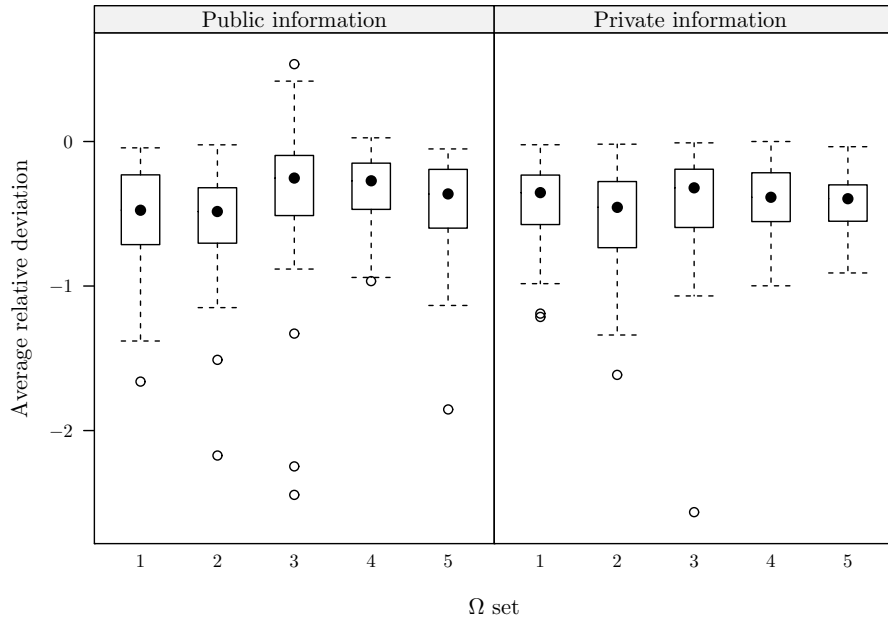 Public information
Private information
Average relative deviation
0
−1
−2
1 2 3 4 5
1 2 3 4 5
Ω set